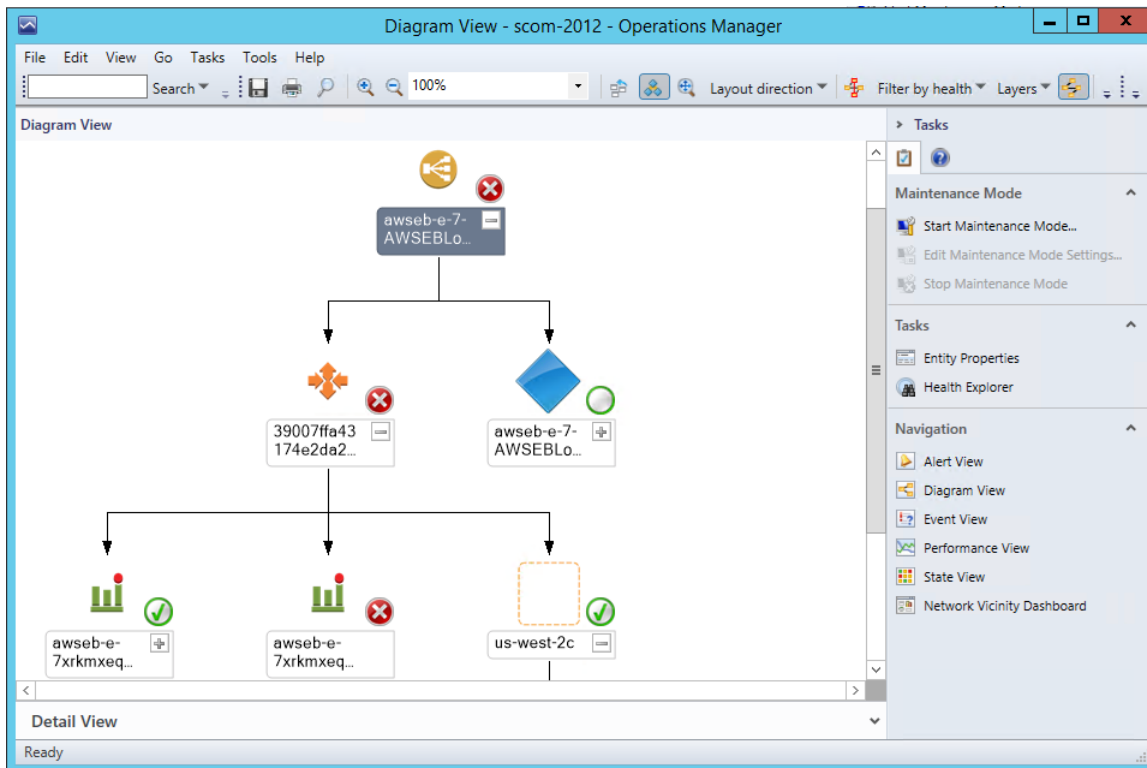 Diagram View - scom-2012 - Operations Manager
File Edit View Go Tasks Tools Help
Search 100% Layout direction Filter by health Layers
Diagram View
awseb-e-7-
AWSEBLo...
39007ffa43
174e2da2...
awseb-e-7-
AWSEBLo...
awseb-e-
7xrkmxeq...
awseb-e-
7xrkmxeq...
us-west-2c
Detail View
Ready
Tasks
Maintenance Mode
Start Maintenance Mode...
Edit Maintenance Mode Settings...
Stop Maintenance Mode
Tasks
Entity Properties
Health Explorer
Navigation
Alert View
Diagram View
Event View
Performance View
State View
Network Vicinity Dashboard